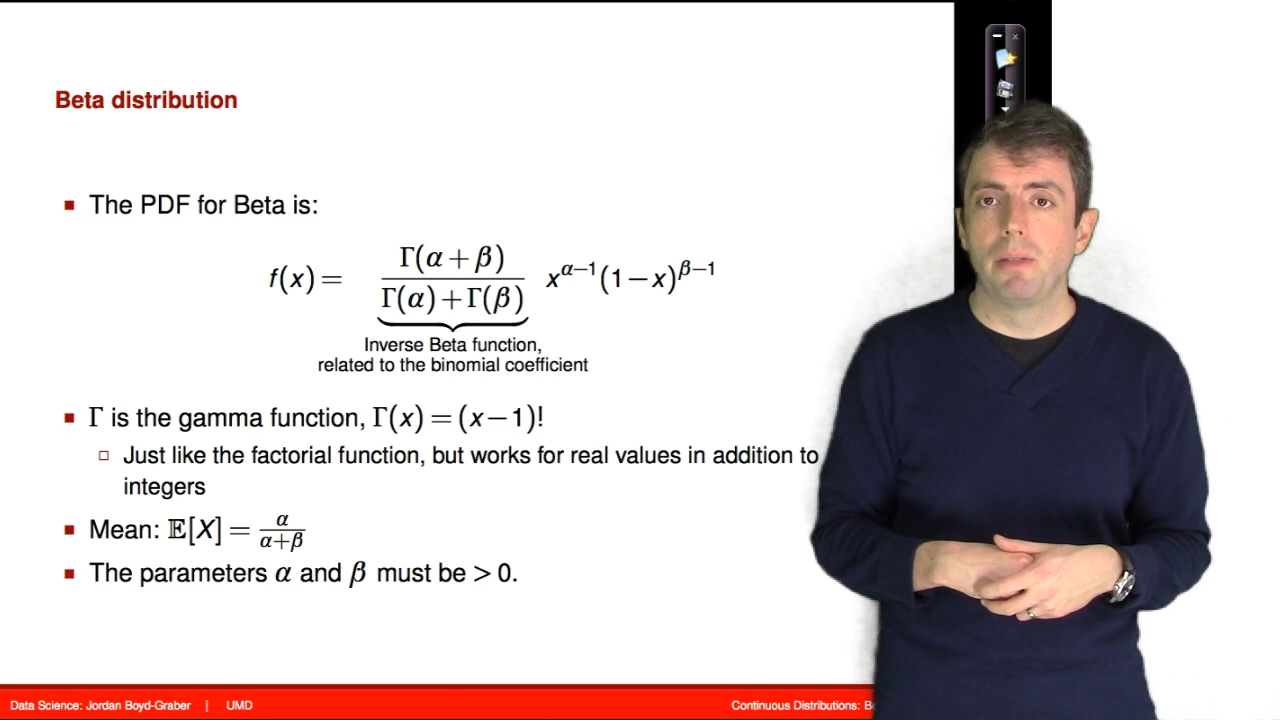 Beta distribution
■ The PDF for Beta is:
f(x) = Γ(α+β) / Γ(α)+Γ(β) x^{α−1}(1−x)^{β−1}
Inverse Beta function,
related to the binomial coefficient
■ Γ is the gamma function, Γ(x) = (x−1)!
□ Just like the factorial function, but works for real values in addition to
integers
■ Mean: 𝔼[X] = α / α+β
■ The parameters α and β must be > 0.
Data Science: Jordan Boyd-Graber | UMD
Continuous Distributions: